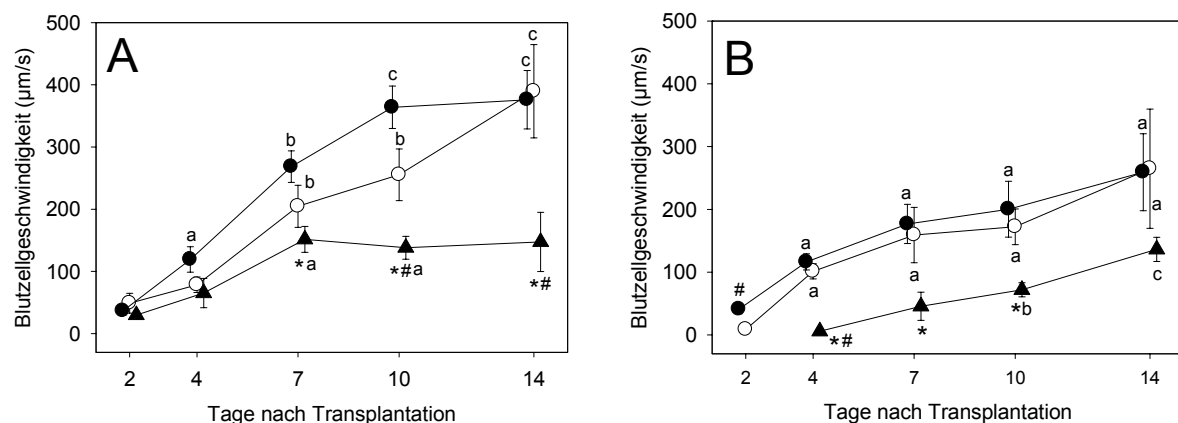 A
Blutzellgeschwindigkeit (µm/s)
500
400
300
200
100
0
a
b
b
c
b
c
c
*a
*#a
*#
2 4 7 10 14
Tage nach Transplantation
B
Blutzellgeschwindigkeit (µm/s)
500
400
300
200
100
0
#
a
a
a
a
a
a
a
a
*#
*
*b
c
2 4 7 10 14
Tage nach Transplantation